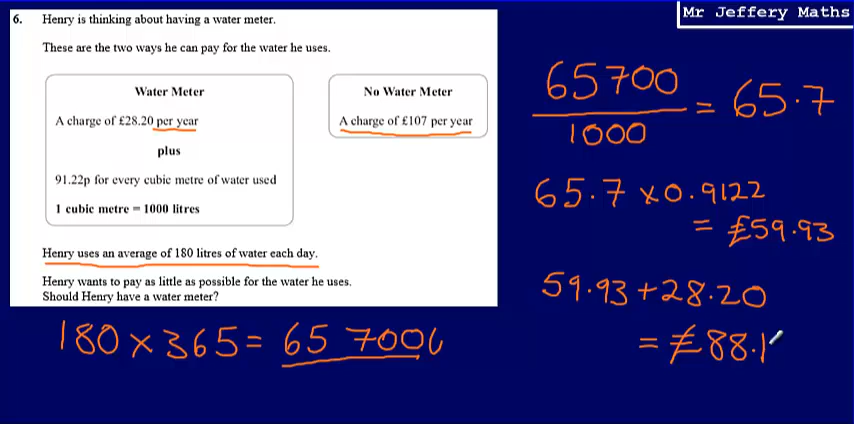 Mr Jeffery Maths
6. Henry is thinking about having a water meter.
These are the two ways he can pay for the water he uses.
Water Meter
A charge of £28.20 per year
plus
91.22p for every cubic metre of water used
1 cubic metre = 1000 litres
No Water Meter
A charge of £107 per year
Henry uses an average of 180 litres of water each day.
Henry wants to pay as little as possible for the water he uses.
Should Henry have a water meter?
180 × 365 = 65 700l
65700
1000
= 65.7
65.7 × 0.9122
= £59.93
59.93 + 28.20
= £88.1